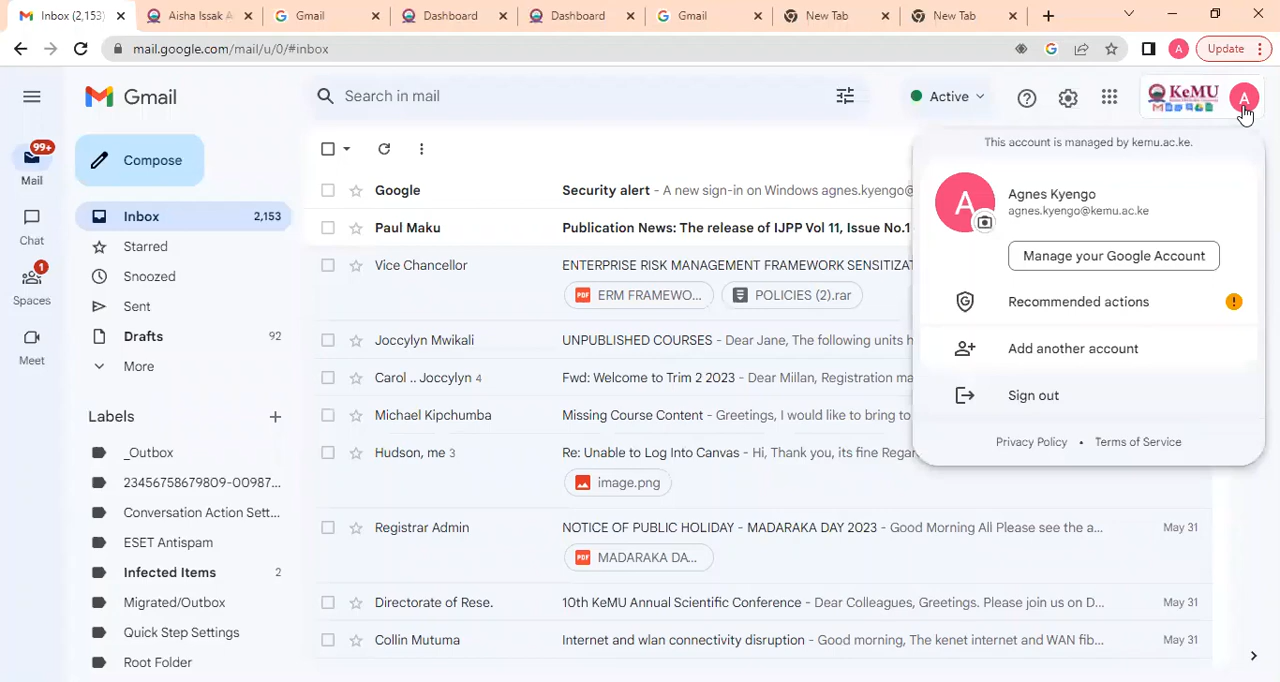 Inbox (2,153)
Aisha Issak A
Gmail
Dashboard
Dashboard
Gmail
New Tab
New Tab
mail.google.com/mail/u/0/#inbox
A
Update
Gmail
Search in mail
Active
KeMU
A
99+
Mail
Chat
1
Spaces
Meet
Compose
Inbox 2,153
Starred
Snoozed
Sent
Drafts 92
More
Labels
_Outbox
23456758679809-00987...
Conversation Action Sett...
ESET Antispam
Infected Items 2
Migrated/Outbox
Quick Step Settings
Root Folder
Google Security alert - A new sign-in on Windows agnes.kyengo@
Paul Maku Publication News: The release of IJPP Vol 11, Issue No.1
Vice Chancellor ENTERPRISE RISK MANAGEMENT FRAMEWORK SENSITIZA
PDF ERM FRAMEWO... POLICIES (2).rar
Joccylyn Mwikali UNPUBLISHED COURSES - Dear Jane, The following units h
Carol .. Joccylyn 4 Fwd: Welcome to Trim 2 2023 - Dear Millan, Registration ma
Michael Kipchumba Missing Course Content - Greetings, I would like to bring to
Hudson, me 3 Re: Unable to Log Into Canvas - Hi, Thank you, its fine Regar
image.png
Registrar Admin NOTICE OF PUBLIC HOLIDAY - MADARAKA DAY 2023 - Good Morning All Please see the a... May 31
PDF MADARAKA DA...
Directorate of Rese. 10th KeMU Annual Scientific Conference - Dear Colleagues, Greetings. Please join us on D... May 31
Collin Mutuma Internet and wlan connectivity disruption - Good morning, The kenet internet and WAN fib... May 31
This account is managed by kemu.ac.ke.
A
Agnes Kyengo
agnes.kyengo@kemu.ac.ke
Manage your Google Account
Recommended actions
Add another account
Sign out
Privacy Policy • Terms of Service